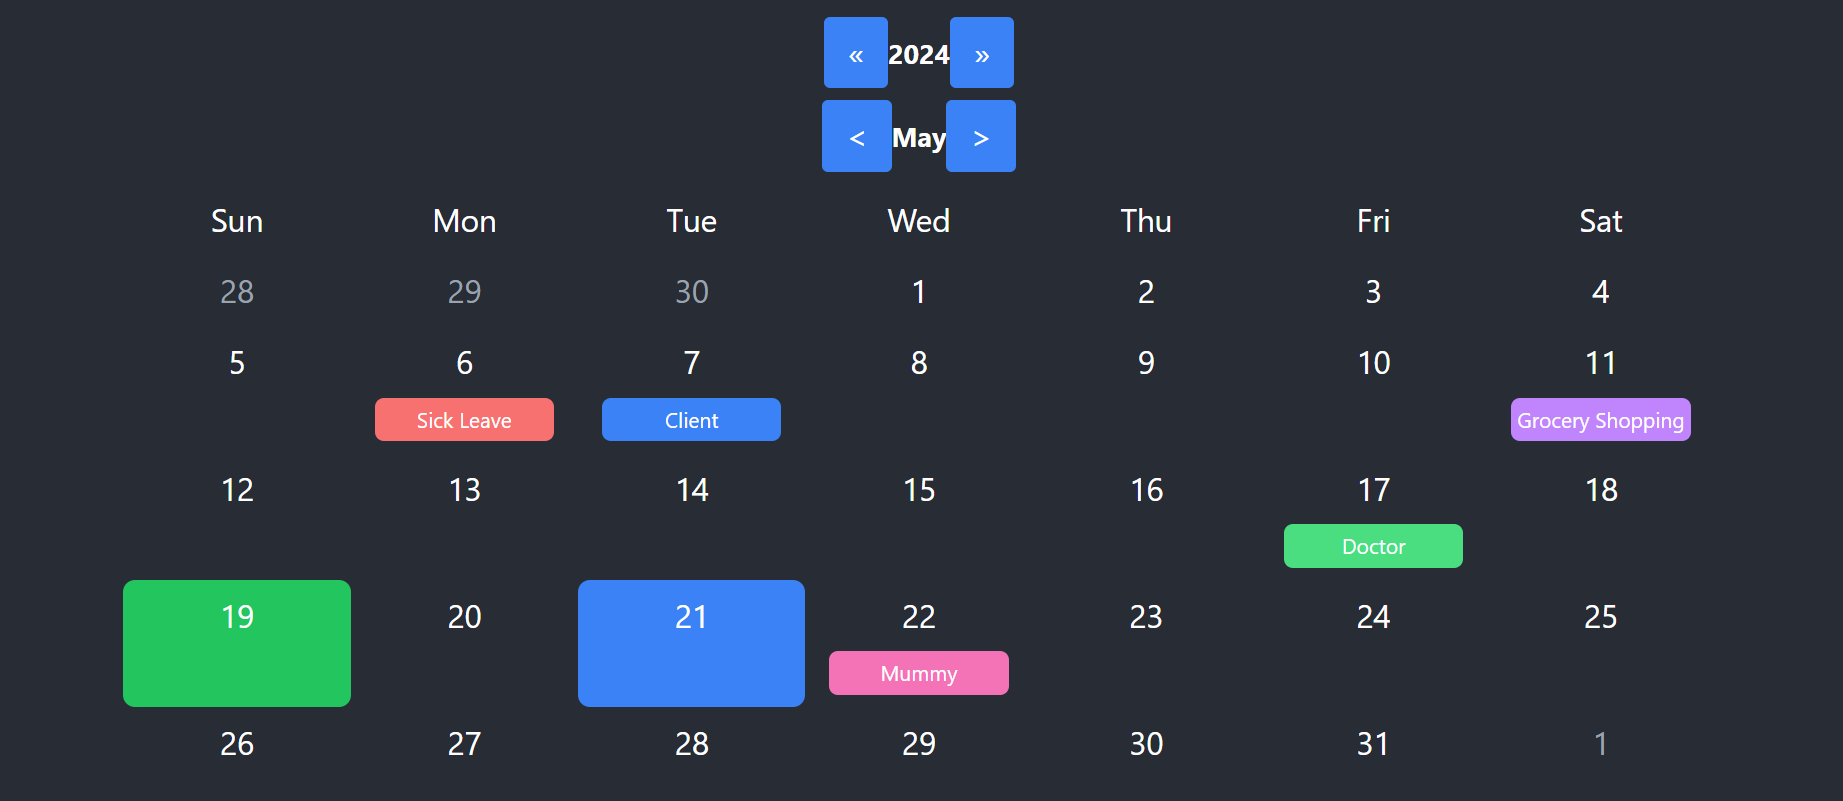 « 2024 »
< May >
Sun Mon Tue Wed Thu Fri Sat
28 29 30 1 2 3 4
5 6 7 8 9 10 11
Sick Leave Client Grocery Shopping
12 13 14 15 16 17 18
Doctor
19 20 21 22 23 24 25
Mummy
26 27 28 29 30 31 1